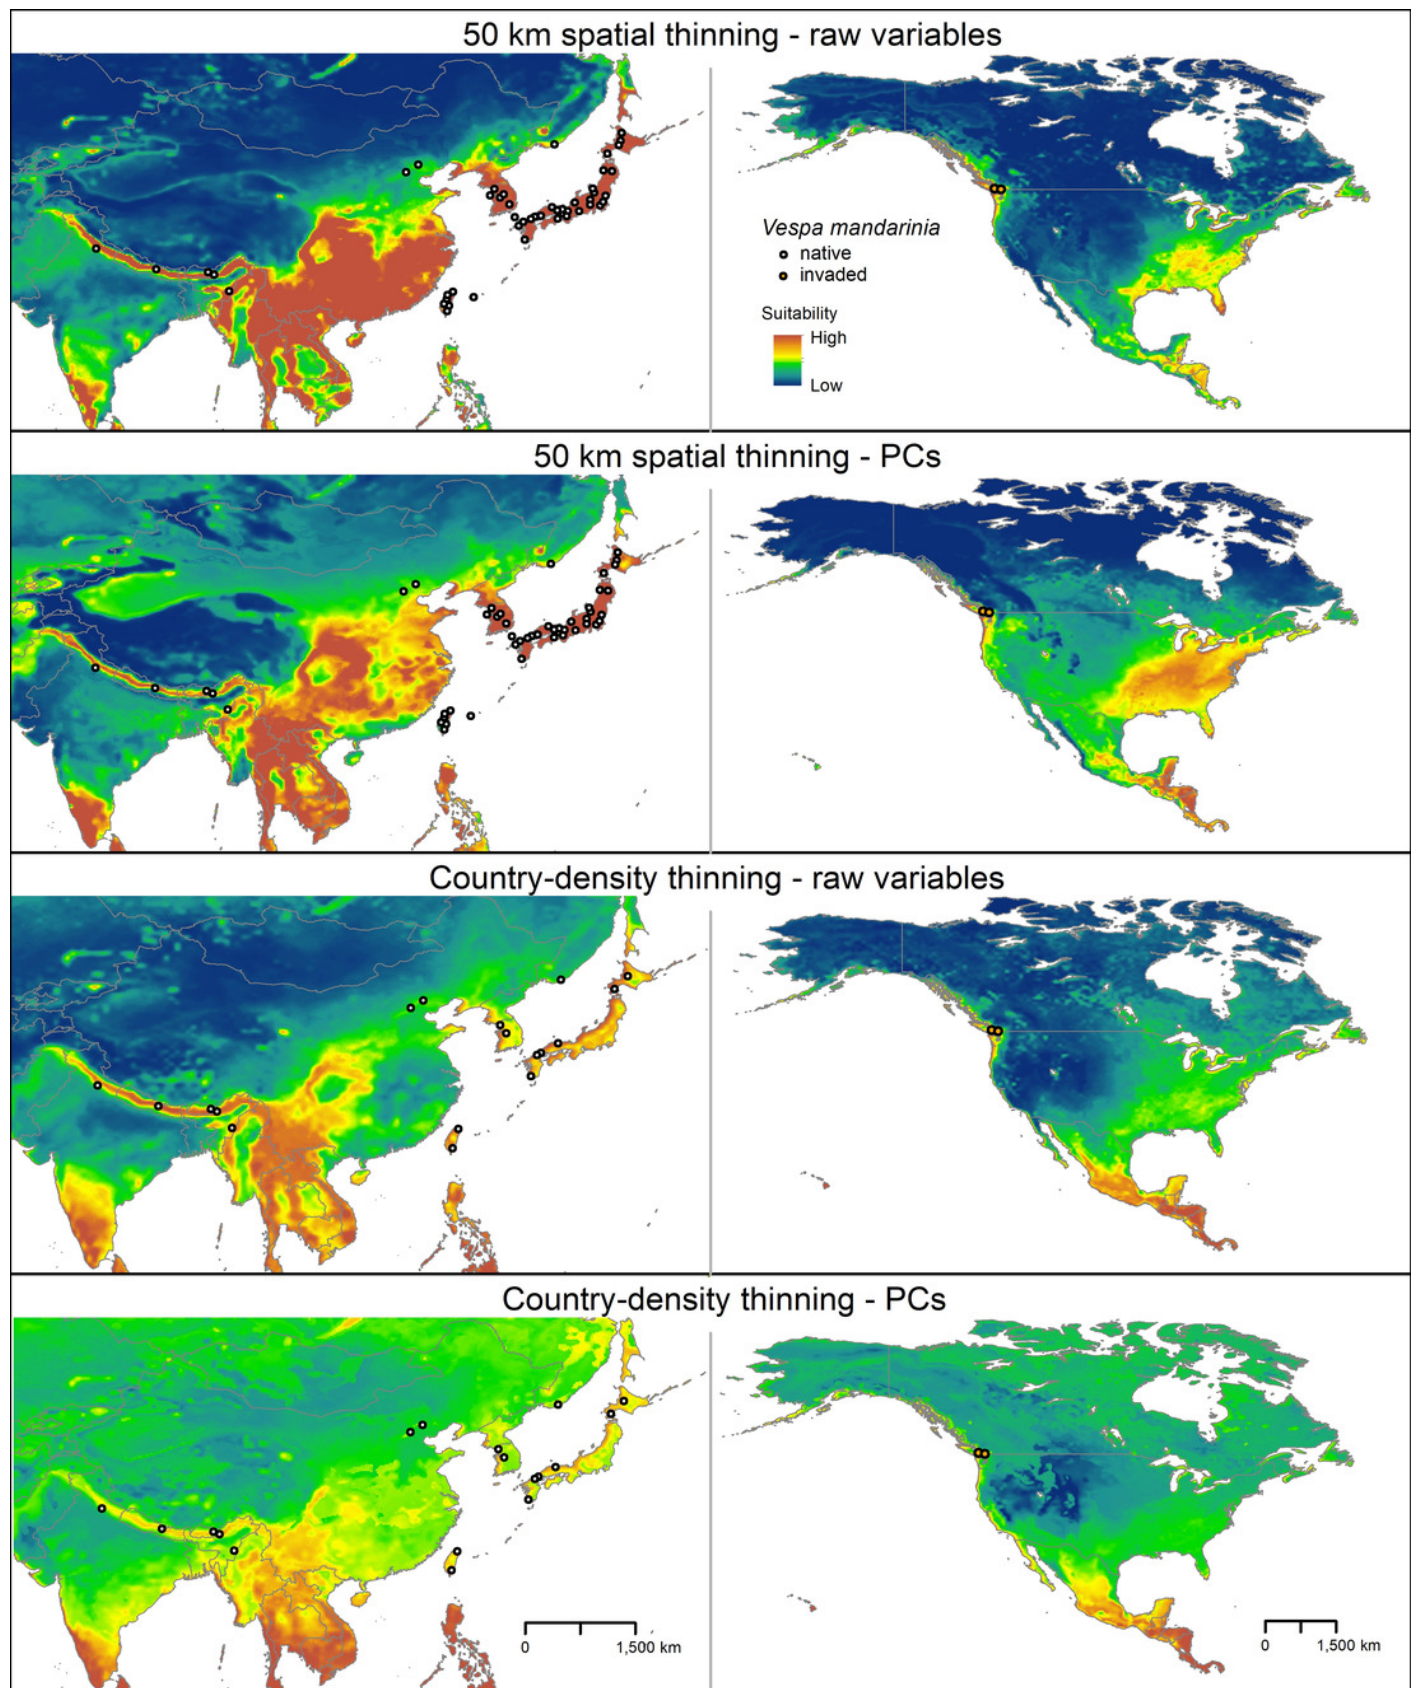 50 km spatial thinning - raw variables
Vespa mandarinia
native
invaded
Suitability
High
Low
50 km spatial thinning - PCs
Country-density thinning - raw variables
Country-density thinning - PCs
0 1,500 km
0 1,500 km